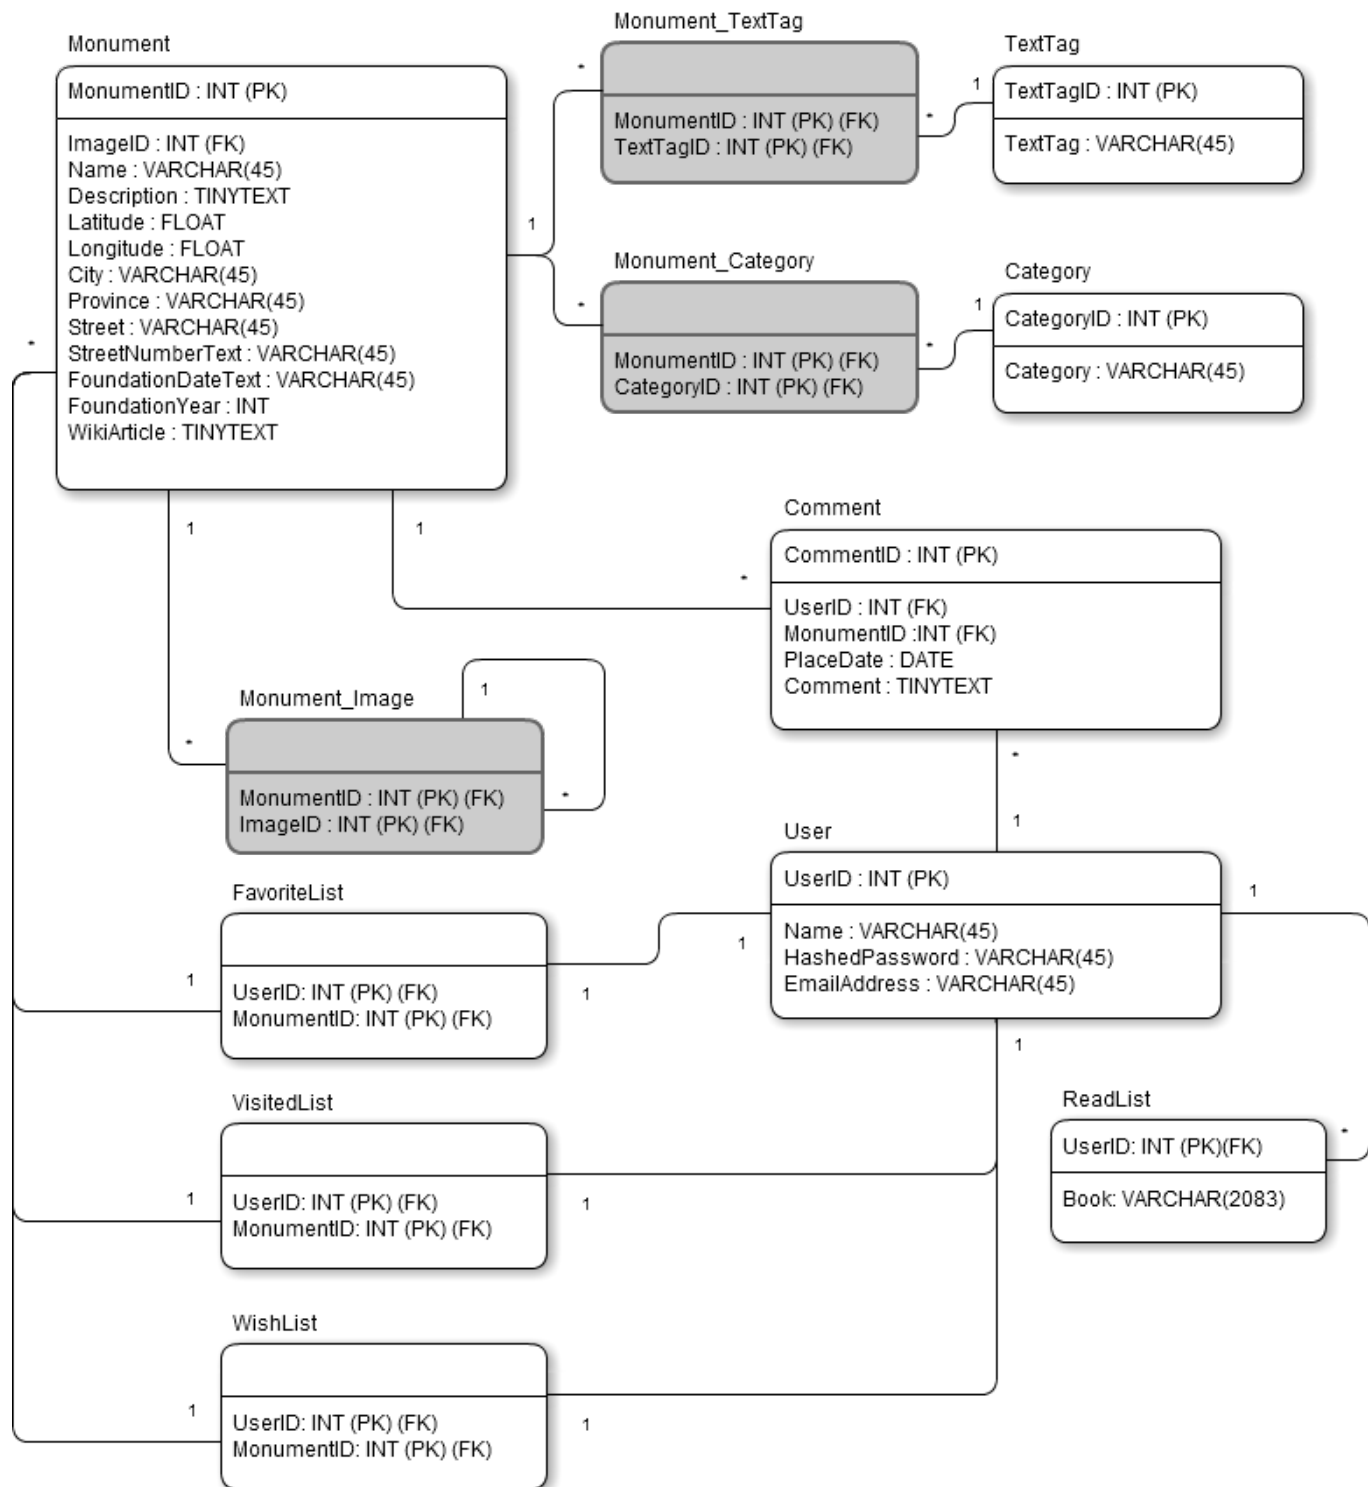 Monument
MonumentID : INT (PK)
ImageID : INT (FK)
Name : VARCHAR(45)
Description : TINYTEXT
Latitude : FLOAT
Longitude : FLOAT
City : VARCHAR(45)
Province : VARCHAR(45)
Street : VARCHAR(45)
StreetNumberText : VARCHAR(45)
FoundationDateText : VARCHAR(45)
FoundationYear : INT
WikiArticle : TINYTEXT
*
1
1
1
Monument_TextTag
*
MonumentID : INT (PK) (FK)
TextTagID : INT (PK) (FK)
*
1
TextTag
TextTagID : INT (PK)
TextTag : VARCHAR(45)
Monument_Category
*
MonumentID : INT (PK) (FK)
CategoryID : INT (PK) (FK)
*
1
Category
CategoryID : INT (PK)
Category : VARCHAR(45)
Comment
*
CommentID : INT (PK)
UserID : INT (FK)
MonumentID :INT (FK)
PlaceDate : DATE
Comment : TINYTEXT
*
1
Monument_Image
1
*
MonumentID : INT (PK) (FK)
ImageID : INT (PK) (FK)
*
User
UserID : INT (PK)
Name : VARCHAR(45)
HashedPassword : VARCHAR(45)
EmailAddress : VARCHAR(45)
1
1
1
FavoriteList
1
UserID: INT (PK) (FK)
MonumentID: INT (PK) (FK)
1
VisitedList
1
UserID: INT (PK) (FK)
MonumentID: INT (PK) (FK)
1
ReadList
*
UserID: INT (PK)(FK)
Book: VARCHAR(2083)
WishList
1
UserID: INT (PK) (FK)
MonumentID: INT (PK) (FK)
1